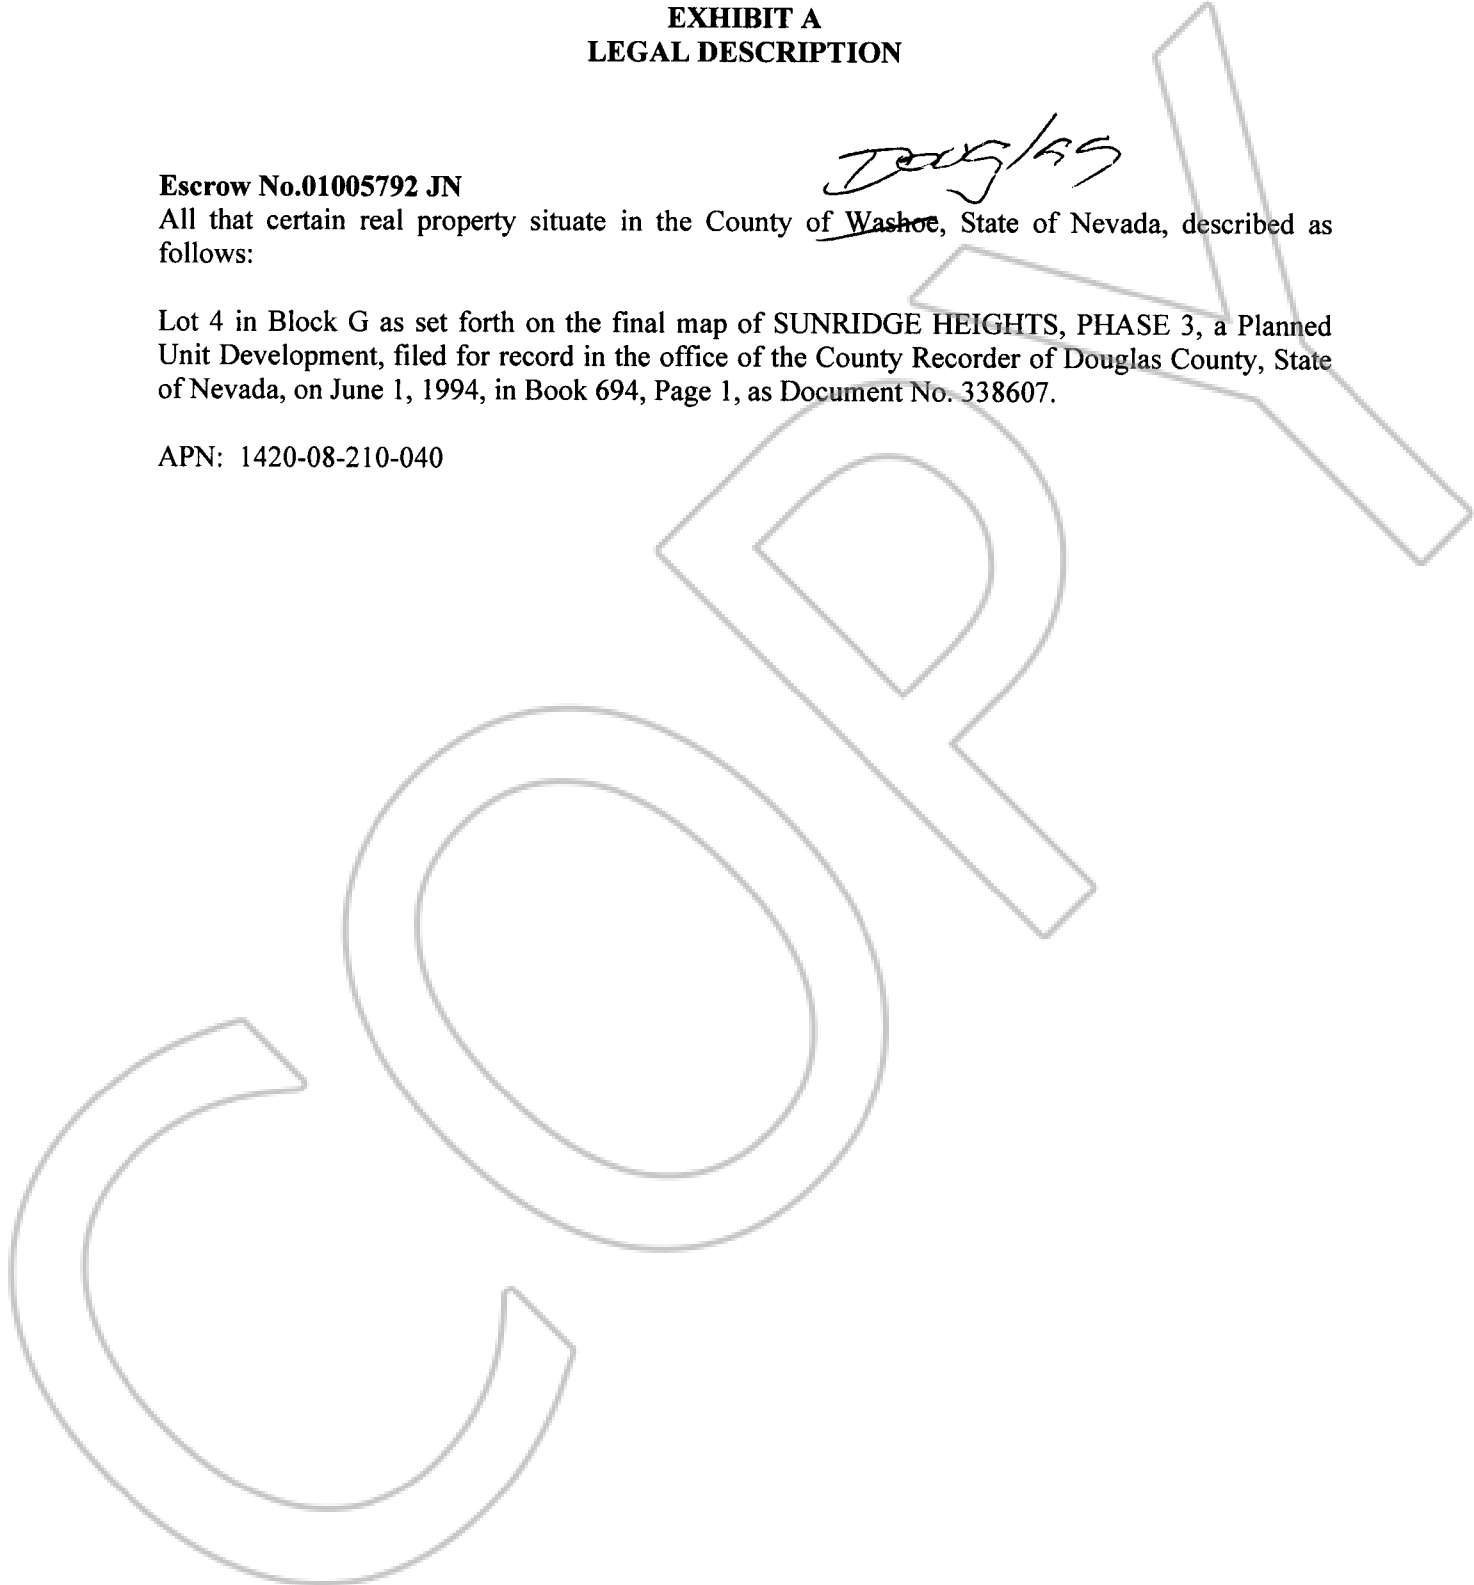 EXHIBIT A
LEGAL DESCRIPTION
Douglas
Escrow No.01005792 JN
All that certain real property situate in the County of Washoe, State of Nevada, described as
follows:
Lot 4 in Block G as set forth on the final map of SUNRIDGE HEIGHTS, PHASE 3, a Planned
Unit Development, filed for record in the office of the County Recorder of Douglas County, State
of Nevada, on June 1, 1994, in Book 694, Page 1, as Document No. 338607.
APN: 1420-08-210-040
COPY